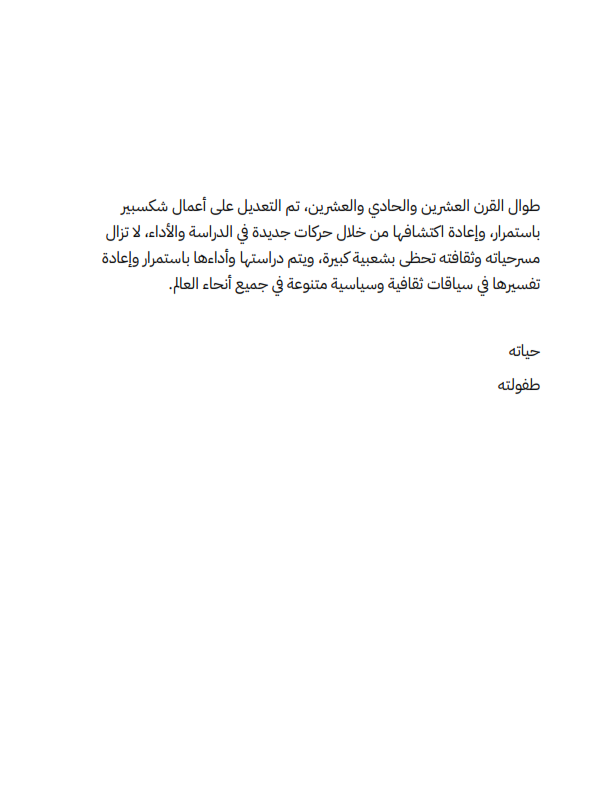 طوال القرن العشرين والحادي والعشرين، تم التعديل على أعمال شكسبير
باستمرار، وإعادة اكتشافها من خلال حركات جديدة في الدراسة والأداء، لا تزال
مسرحياته وثقافته تحظى بشعبية كبيرة، ويتم دراستها وأداءها باستمرار وإعادة
تفسيرها في سياقات ثقافية وسياسية متنوعة في جميع أنحاء العالم.
حياته
طفولته